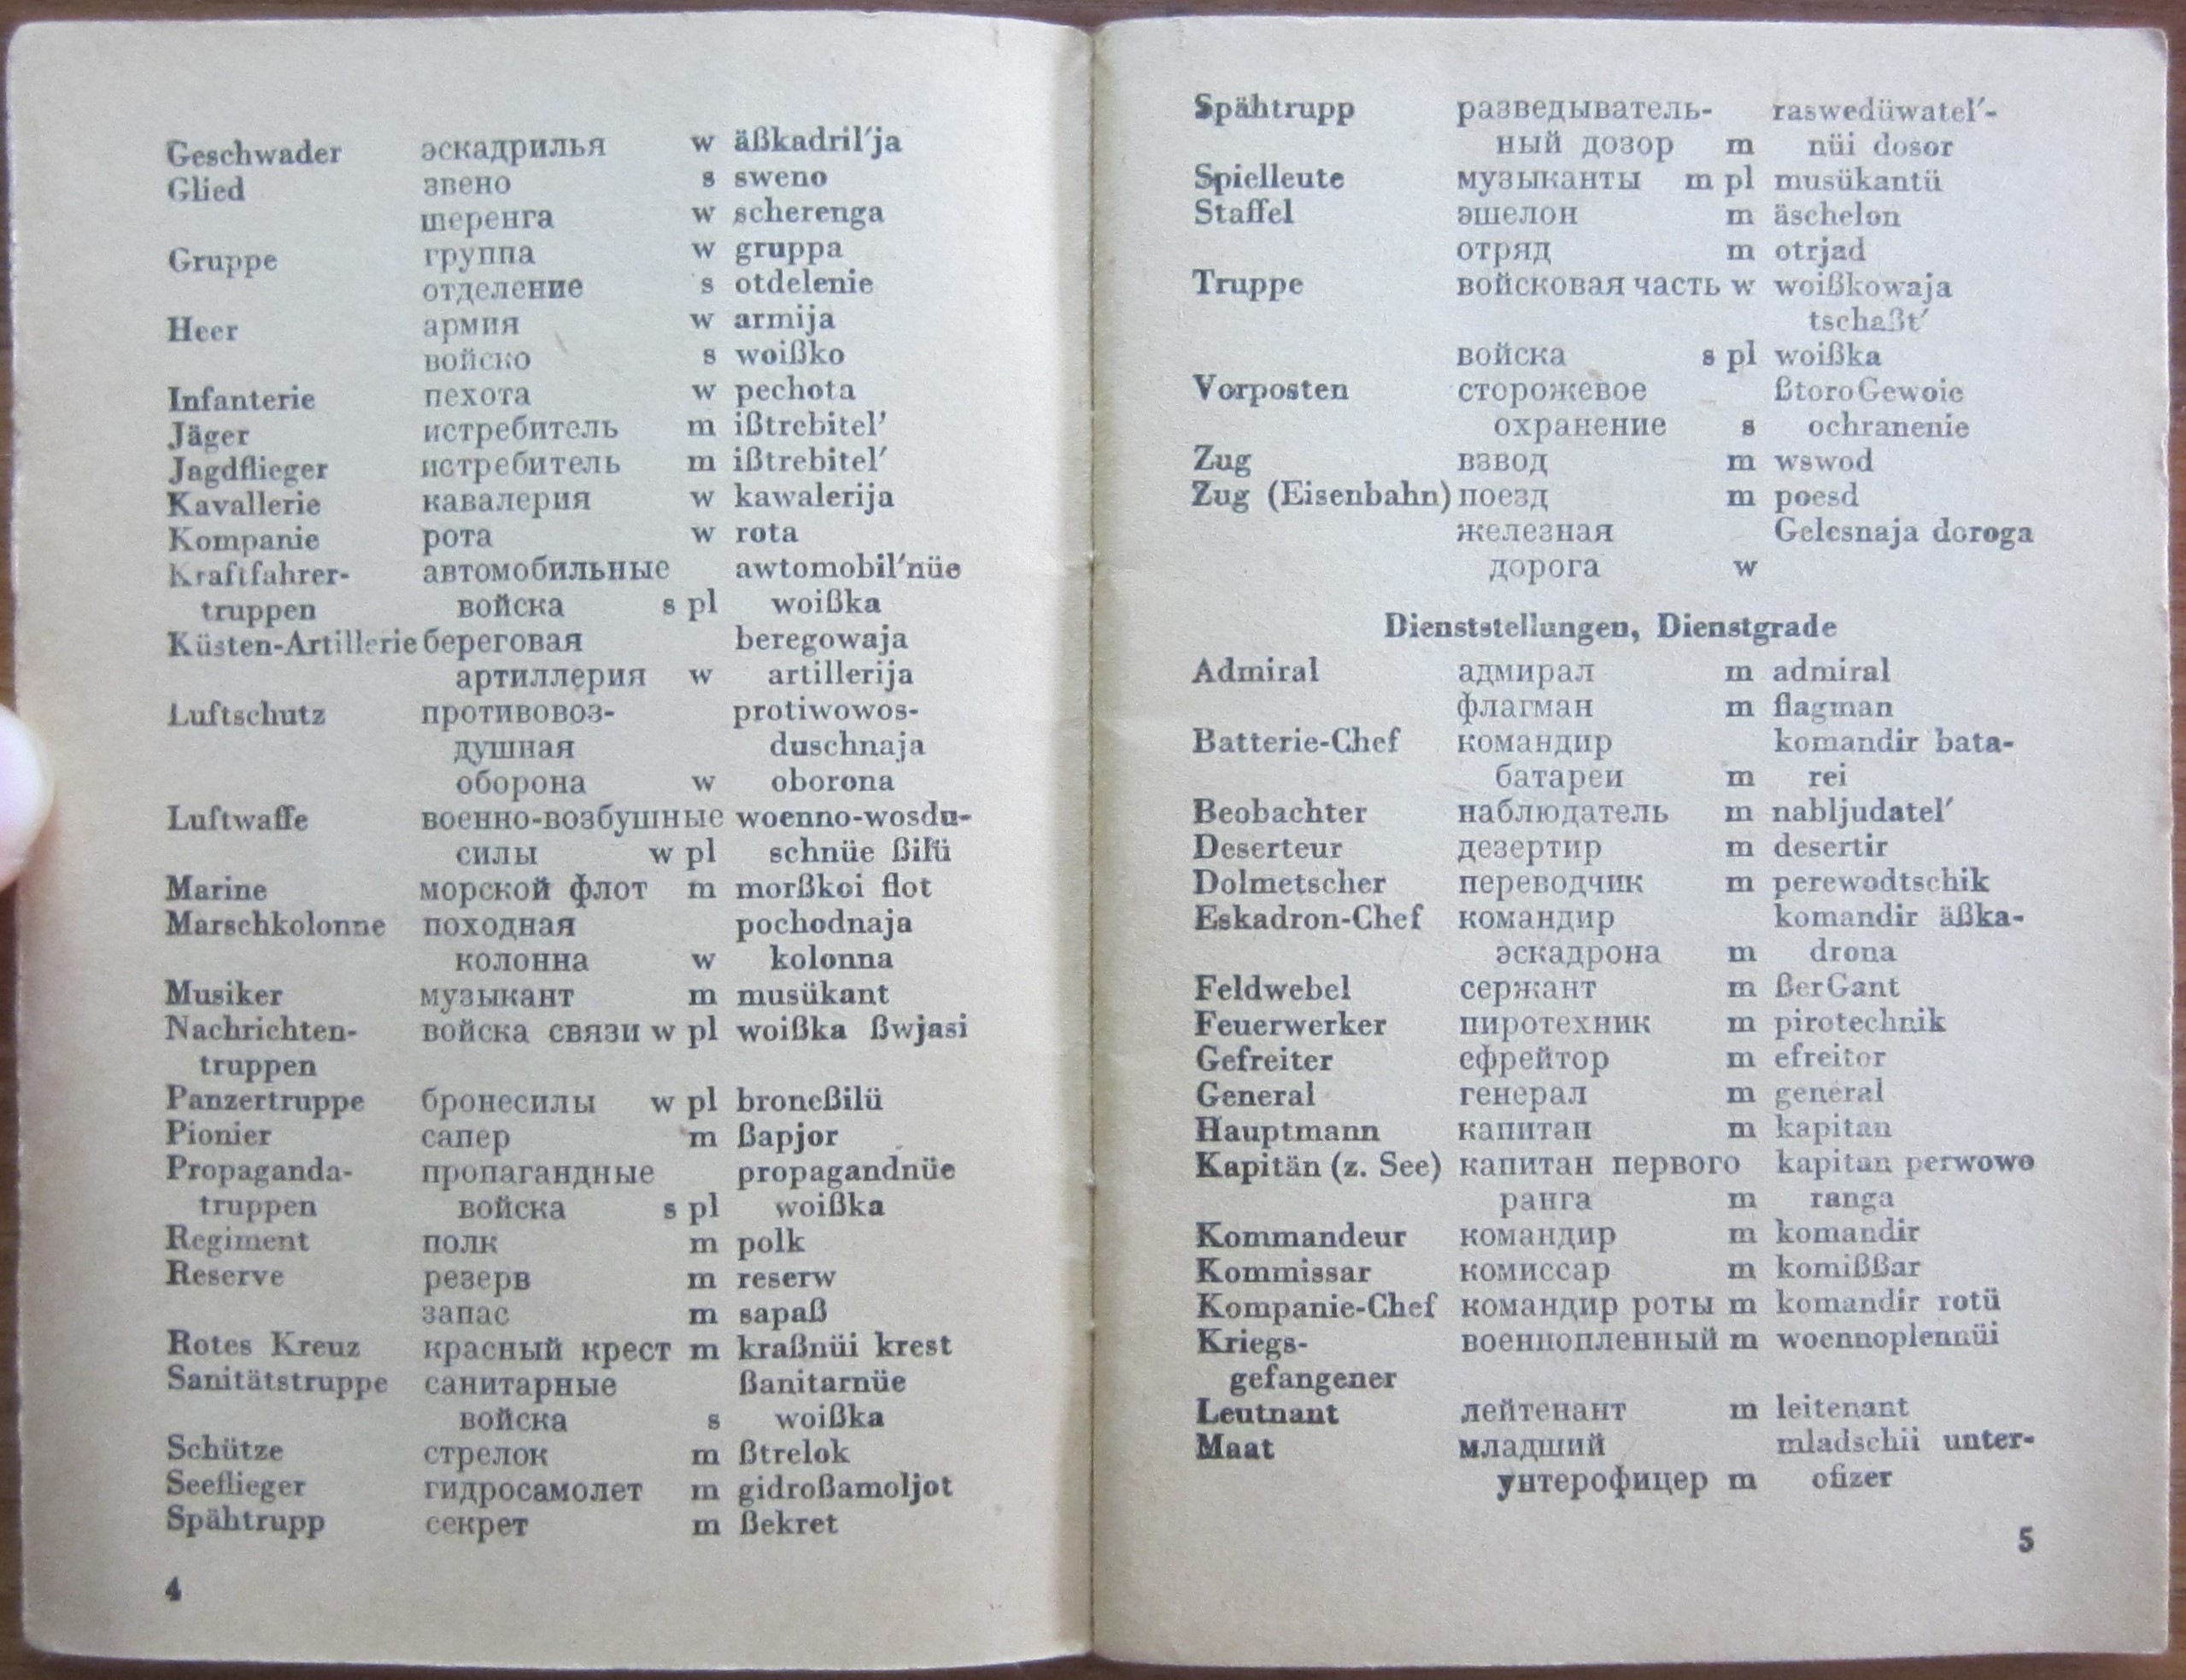 Geschwader эскадрилья w äßkadril'ja
Glied звено s sweno
шеренга w scherenga
Gruppe группа w gruppa
отделение s otdelenie
Heer армия w armija
войско s woißko
Infanterie пехота w pechota
Jäger истребитель m ißtrebitel'
Jagdflieger истребитель m ißtrebitel'
Kavallerie кавалерия w kawalerija
Kompanie рота w rota
Kraftfahrer- автомобильные awtomobil'nüe
truppen войска s pl woißka
Küsten-Artillerie береговая beregowaja
артиллерия w artillerija
Luftschutz противовоз- protiwowos-
душная duschnaja
оборона w oborona
Luftwaffe военно-возбушные woenno-wosdu-
силы w pl schnüe ßilü
Marine морской флот m morßkoi flot
Marschkolonne походная pochodnaja
колонна w kolonna
Musiker музыкант m musükant
Nachrichten- войска связи w pl woißka ßwjasi
truppen
Panzertruppe бронесилы w pl broneßilü
Pionier сапер m ßapjor
Propaganda- пропагандные propagandnüe
truppen войска s pl woißka
Regiment полк m polk
Reserve резерв m reserw
запас m sapaß
Rotes Kreuz красный крест m kraßnüi krest
Sanitätstruppe санитарные ßanitarnüe
войска s woißka
Schütze стрелок m ßtrelok
Seeflieger гидросамолет m gidroßamoljot
Spähtrupp секрет m ßekret
4
Spähtrupp разведыватель- raswedüwatel'-
ный дозор m nüi dosor
Spielleute музыканты m pl musükantü
Staffel эшелон m äschelon
отряд m otrjad
Truppe войсковая часть w woißkowaja
tschaßt'
войска s pl woißka
Vorposten сторожевое ßtoroGewoie
охранение s ochranenie
Zug взвод m wswod
Zug (Eisenbahn) поезд m poesd
железная Gelesnaja doroga
дорога w
Dienststellungen, Dienstgrade
Admiral адмирал m admiral
флагман m flagman
Batterie-Chef командир komandir bata-
батареи m rei
Beobachter наблюдатель m nabljudatel'
Deserteur дезертир m desertir
Dolmetscher переводчик m perewodtschik
Eskadron-Chef командир komandir äßka-
эскадрона m drona
Feldwebel сержант m ßerGant
Feuerwerker пиротехник m pirotechnik
Gefreiter ефрейтор m efreitor
General генерал m general
Hauptmann капитан m kapitan
Kapitän (z. See) капитан первого kapitan perwowo
ранга m ranga
Kommandeur командир m komandir
Kommissar комиссар m komißßar
Kompanie-Chef командир роты m komandir rotü
Kriegs- военнопленный m woennoplennüi
gefangener
Leutnant лейтенант m leitenant
Maat младший mladschii unter-
унтерофицер m ofizer
5